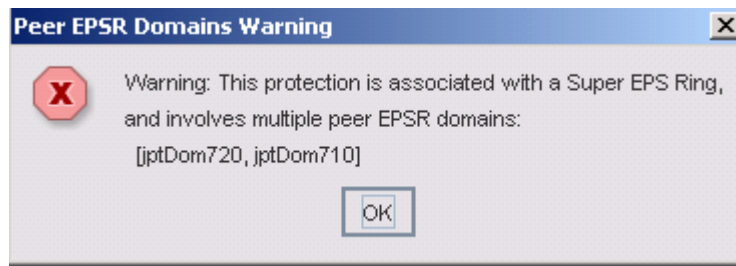 Peer EPSR Domains Warning
Warning: This protection is associated with a Super EPS Ring,
and involves multiple peer EPSR domains:
[jptDom720, jptDom710]
OK